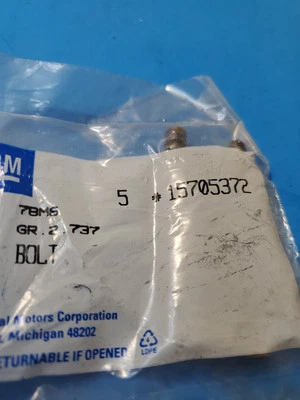 M
78M6 5 *15705372
GR.2.737
BOLT
al Motors Corporation
, Michigan 48202
ETURNABLE IF OPENED
LDPE